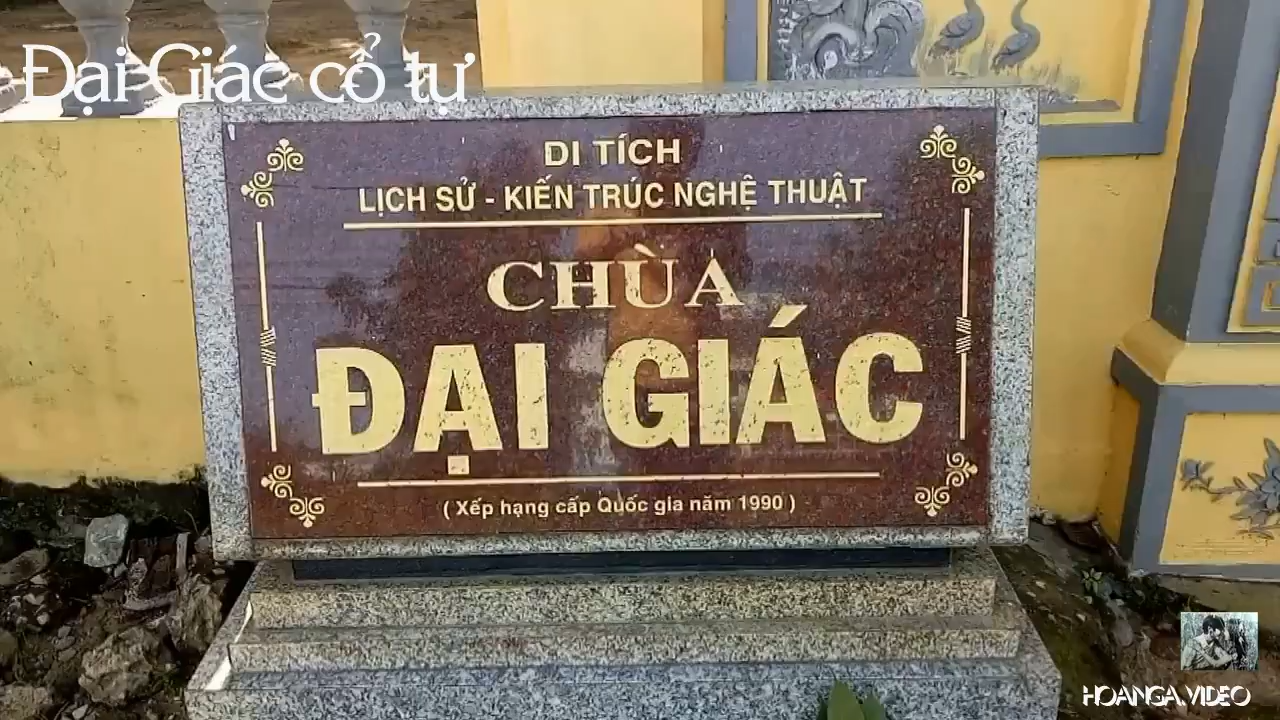 Đại Giác cổ tự
DI TÍCH
LỊCH SỬ - KIẾN TRÚC NGHỆ THUẬT
CHÙA
ĐẠI GIÁC
( Xếp hạng cấp Quốc gia năm 1990 )
HOANGA.VIDEO